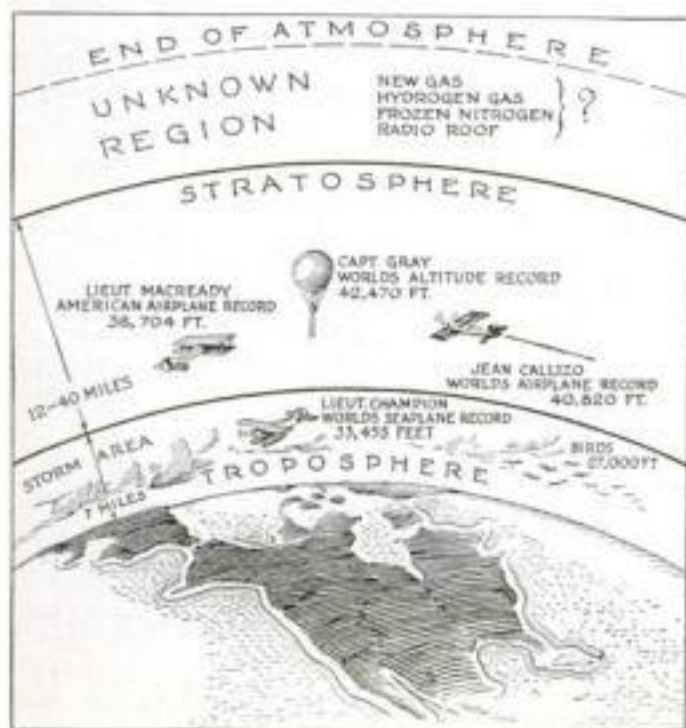 END OF ATMOSPHERE
UNKNOWN
REGION
NEW GAS
HYDROGEN GAS
FROZEN NITROGEN
RADIO ROOF
?
STRATOSPHERE
CAPT GRAY
WORLDS ALTITUDE RECORD
42,470 FT.
LIEUT MACREADY
AMERICAN AIRPLANE RECORD
38,704 FT.
JEAN CALLIZO
WORLDS AIRPLANE RECORD
40,820 FT.
12-40 MILES
LIEUT. CHAMPION
WORLDS SEAPLANE RECORD
33,455 FEET
STORM AREA
BIRDS
27,000 FT
TROPOSPHERE
7 MILES